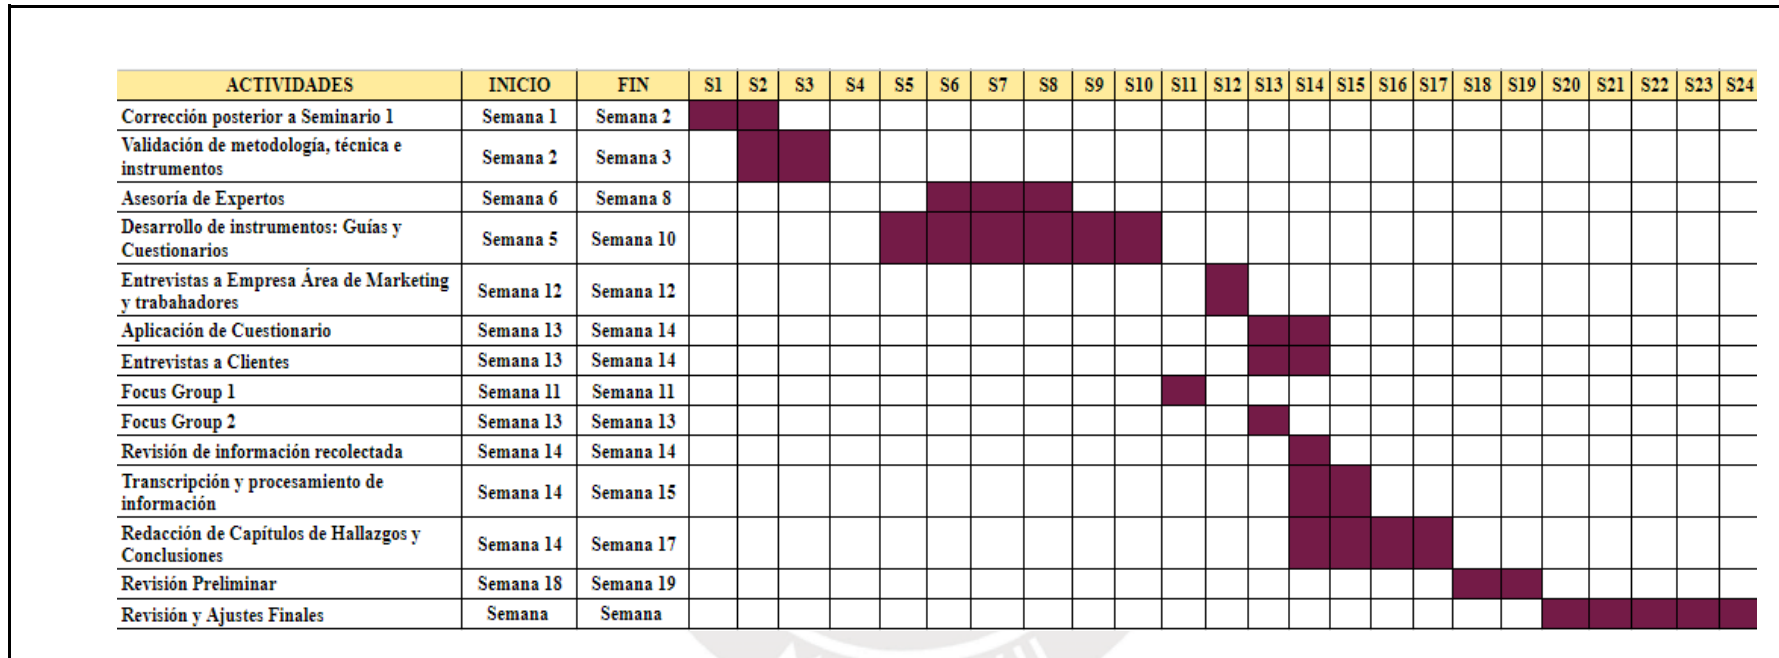 ACTIVIDADES INICIO FIN S1 S2 S3 S4 S5 S6 S7 S8 S9 S10 S11 S12 S13 S14 S15 S16 S17 S18 S19 S20 S21 S22 S23 S24
Corrección posterior a Seminario 1 Semana 1 Semana 2
Validación de metodología, técnica e
instrumentos Semana 2 Semana 3
Asesoría de Expertos Semana 6 Semana 8
Desarrollo de instrumentos: Guías y
Cuestionarios Semana 5 Semana 10
Entrevistas a Empresa Área de Marketing
y trabahadores Semana 12 Semana 12
Aplicación de Cuestionario Semana 13 Semana 14
Entrevistas a Clientes Semana 13 Semana 14
Focus Group 1 Semana 11 Semana 11
Focus Group 2 Semana 13 Semana 13
Revisión de información recolectada Semana 14 Semana 14
Transcripción y procesamiento de
información Semana 14 Semana 15
Redacción de Capítulos de Hallazgos y
Conclusiones Semana 14 Semana 17
Revisión Preliminar Semana 18 Semana 19
Revisión y Ajustes Finales Semana Semana